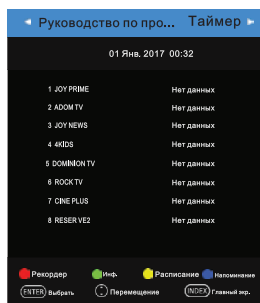 Руководство по про... Таймер
01 Янв. 2017 00:32
1 JOY PRIME Нет данных
2 ADOM TV Нет данных
3 JOY NEWS Нет данных
4 4KIDS Нет данных
5 DOMINION TV Нет данных
6 ROCK TV Нет данных
7 CINE PLUS Нет данных
8 RESER VE2 Нет данных
Рекордер Инф. Расписание Напоминание
ENTER Выбрать Перемещение INDEX Главный экр.